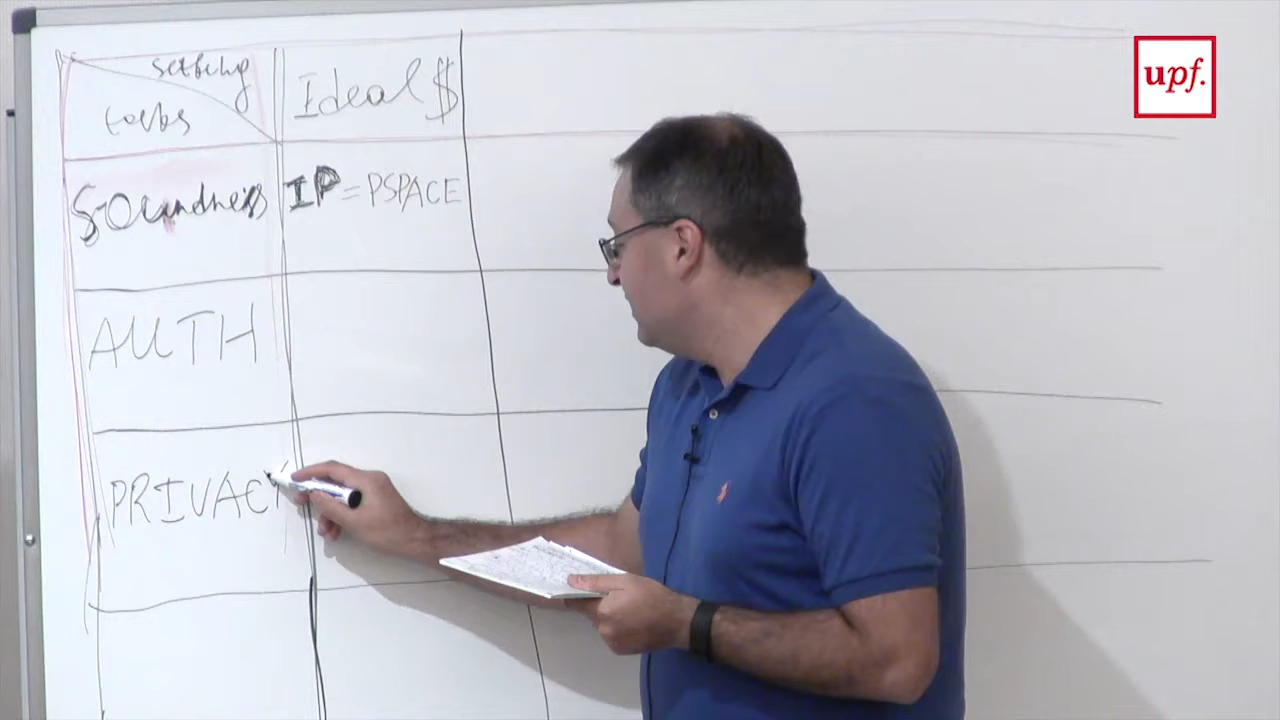 setting
tasks
Ideal $
Soundness
IP = PSPACE
AUTH
PRIVACY
upf.